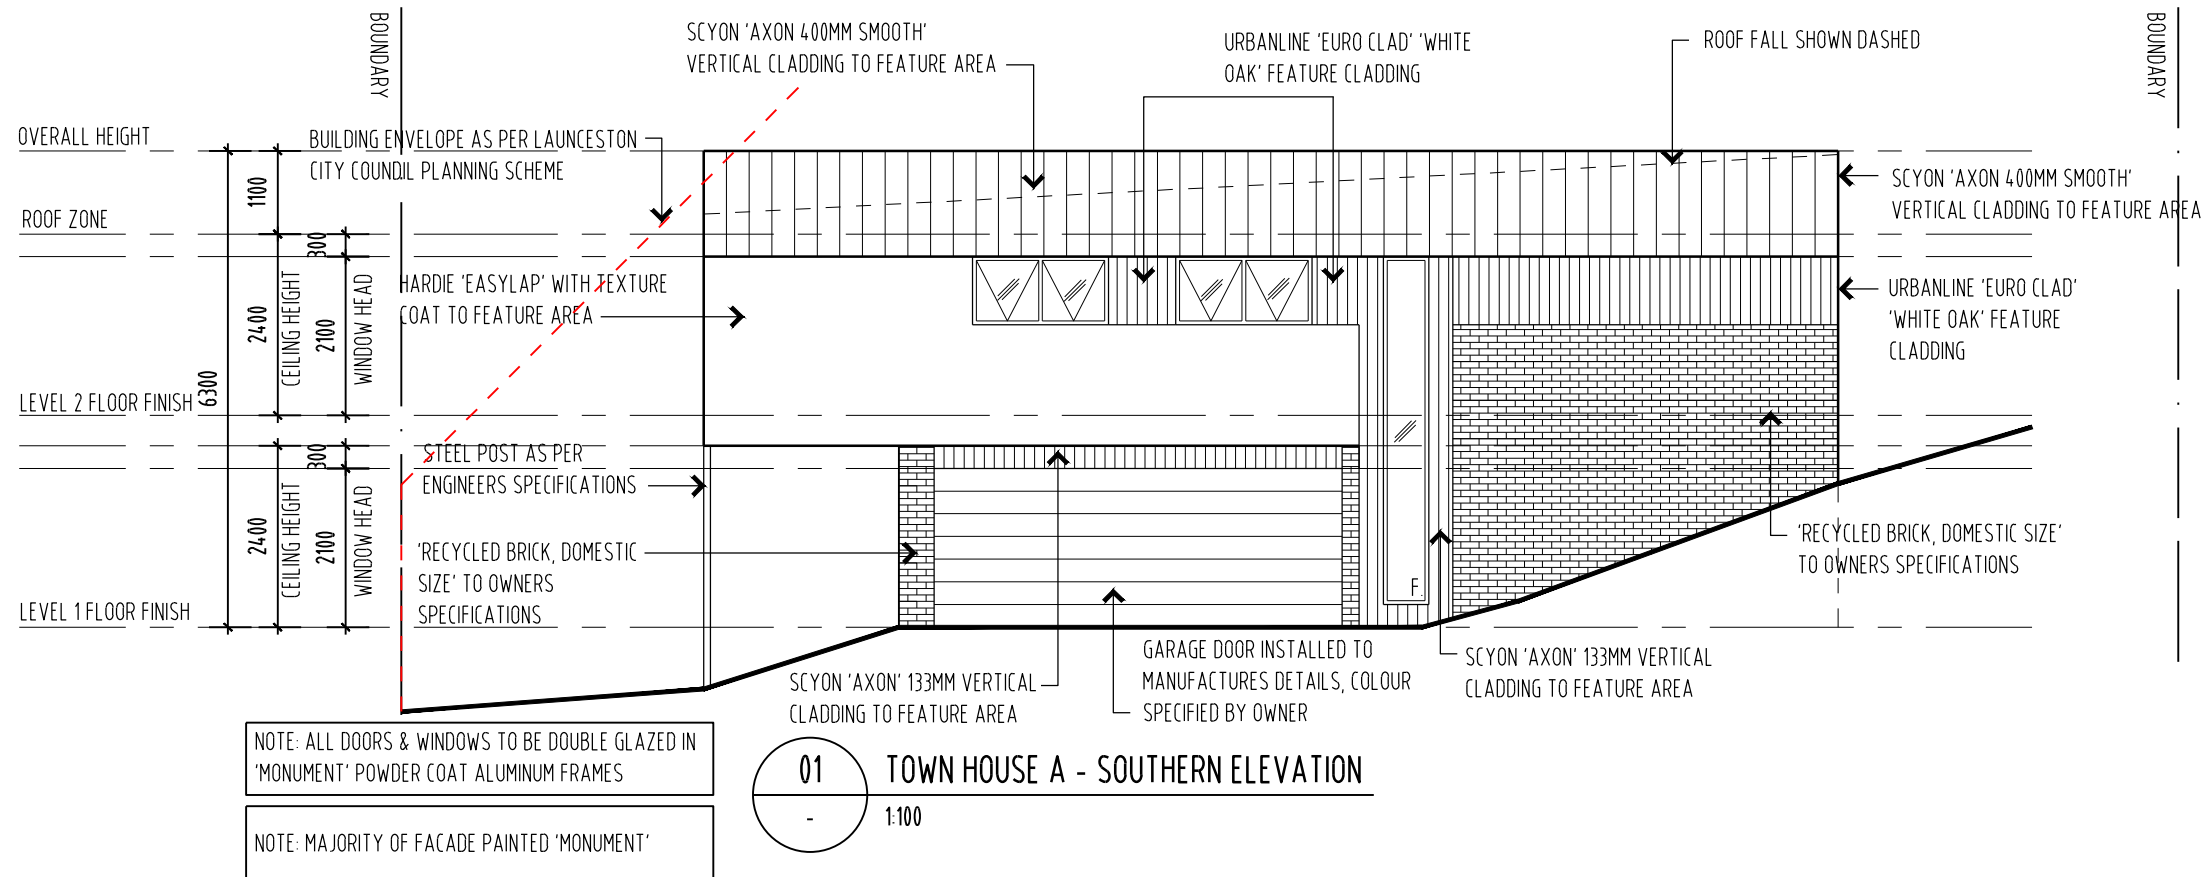 BOUNDARY
SCYON 'AXON 400MM SMOOTH'
VERTICAL CLADDING TO FEATURE AREA
URBANLINE 'EURO CLAD' 'WHITE
OAK' FEATURE CLADDING
ROOF FALL SHOWN DASHED
BOUNDARY
OVERALL HEIGHT
BUILDING ENVELOPE AS PER LAUNCESTON
CITY COUNCIL PLANNING SCHEME
1100
SCYON 'AXON 400MM SMOOTH'
VERTICAL CLADDING TO FEATURE AREA
ROOF ZONE
300
HARDIE 'EASYLAP' WITH TEXTURE
COAT TO FEATURE AREA
2400
CEILING HEIGHT
2100
WINDOW HEAD
URBANLINE 'EURO CLAD'
'WHITE OAK' FEATURE
CLADDING
6300
LEVEL 2 FLOOR FINISH
300
STEEL POST AS PER
ENGINEERS SPECIFICATIONS
2400
CEILING HEIGHT
2100
WINDOW HEAD
'RECYCLED BRICK, DOMESTIC
SIZE' TO OWNERS
SPECIFICATIONS
'RECYCLED BRICK, DOMESTIC SIZE'
TO OWNERS SPECIFICATIONS
F.
LEVEL 1 FLOOR FINISH
SCYON 'AXON' 133MM VERTICAL
CLADDING TO FEATURE AREA
GARAGE DOOR INSTALLED TO
MANUFACTURES DETAILS, COLOUR
SPECIFIED BY OWNER
SCYON 'AXON' 133MM VERTICAL
CLADDING TO FEATURE AREA
NOTE: ALL DOORS & WINDOWS TO BE DOUBLE GLAZED IN
'MONUMENT' POWDER COAT ALUMINUM FRAMES
NOTE: MAJORITY OF FACADE PAINTED 'MONUMENT'
01
-
TOWN HOUSE A - SOUTHERN ELEVATION
1:100